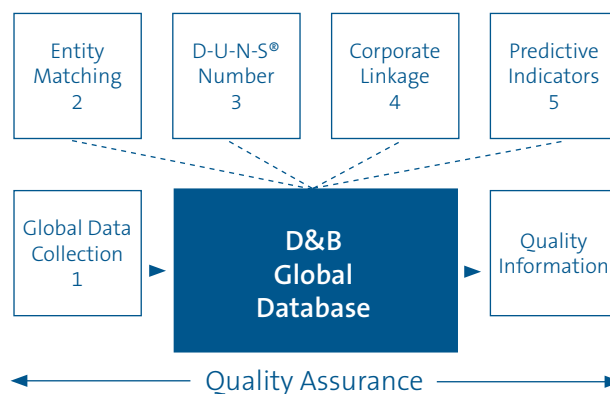 Entity
Matching
2
D-U-N-S®
Number
3
Corporate
Linkage
4
Predictive
Indicators
5
Global Data
Collection
1
D&B
Global
Database
Quality
Information
Quality Assurance